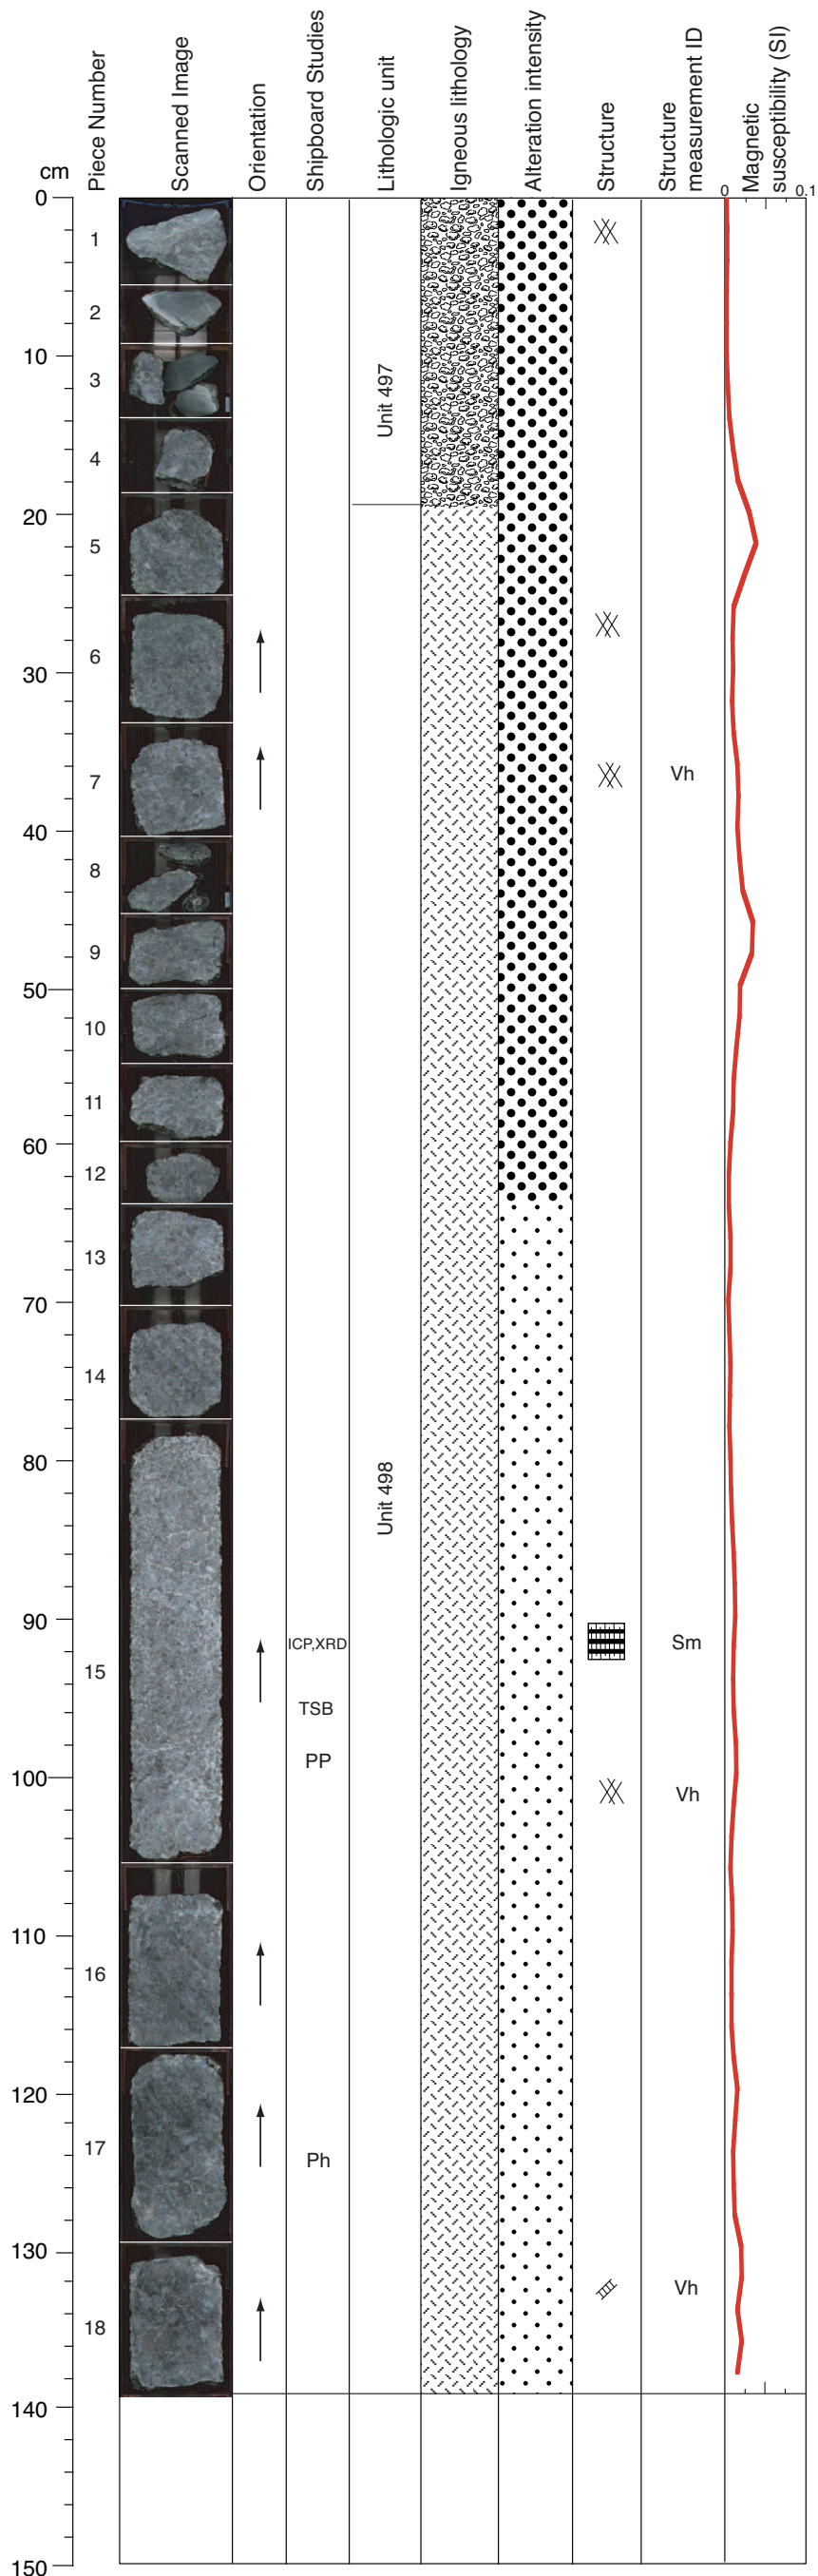 cm
Piece Number
Scanned Image
Orientation
Shipboard Studies
Lithologic unit
Igneous lithology
Alteration intensity
Structure
Structure
measurement ID
Magnetic
susceptibility (SI)
0 0.1
0
1
2
10
3
Unit 497
4
20
5
30
6
7
Vh
40
8
9
50
10
11
60
12
13
70
14
80
Unit 498
90
ICP,XRD
Sm
15
TSB
PP
100
Vh
110
16
120
17
Ph
130
Vh
18
140
150